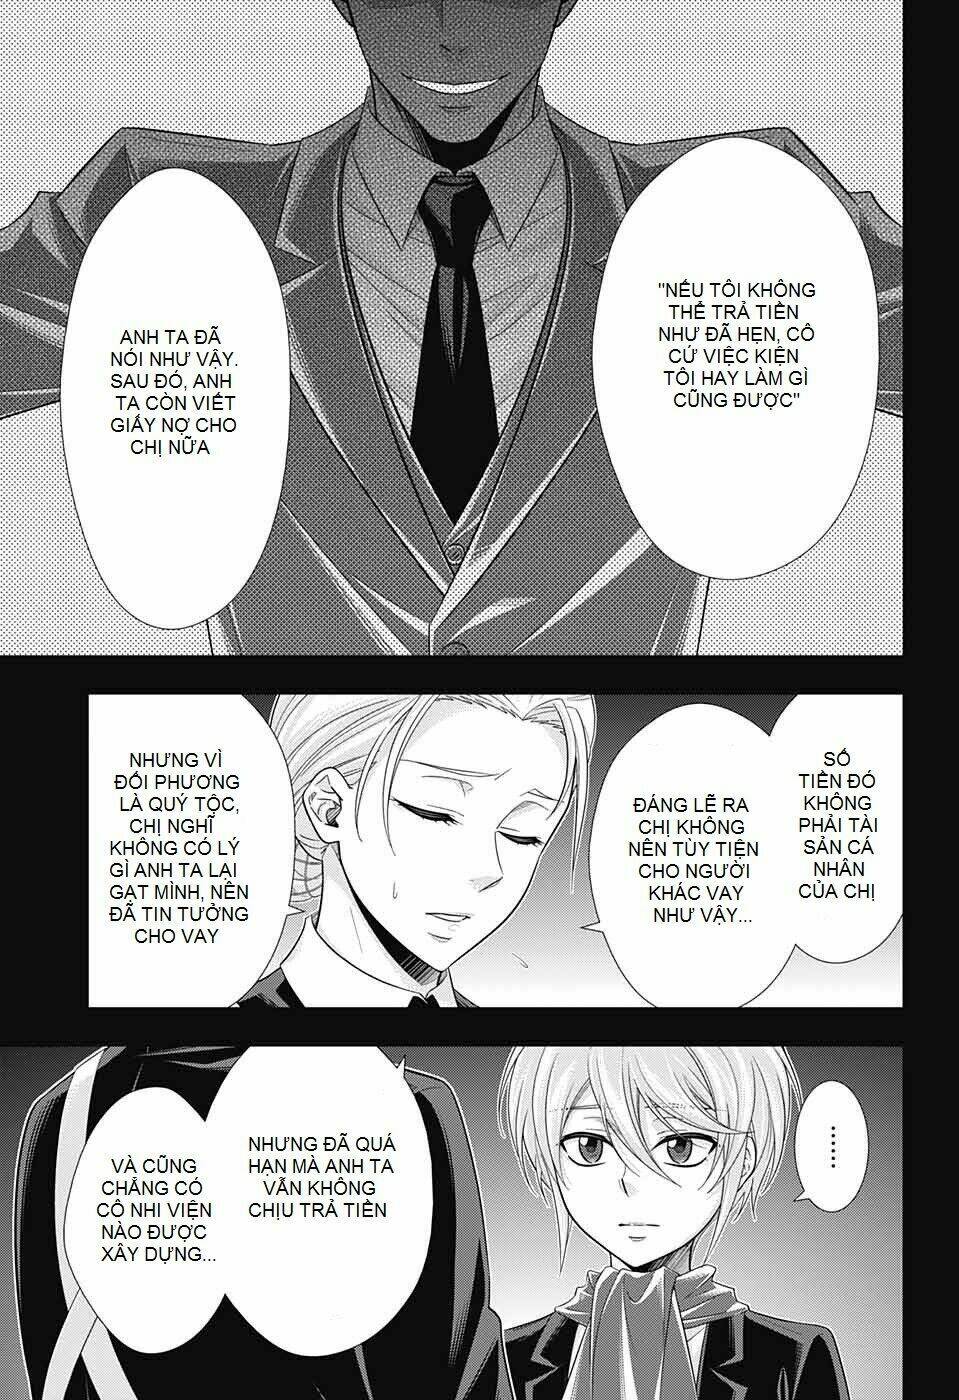 "NẾU TÔI KHÔNG
THỂ TRẢ TIỀN
NHƯ ĐÃ HẸN, CÔ
CỨ VIỆC KIỆN
TÔI HAY LÀM GÌ
CŨNG ĐƯỢC"
ANH TA ĐÃ
NÓI NHƯ VẬY.
SAU ĐÓ, ANH
TA CÒN VIẾT
GIẤY NỢ CHO
CHỊ NỮA
SỐ
TIỀN ĐÓ
KHÔNG
PHẢI TÀI
SẢN CÁ
NHÂN
CỦA CHỊ
ĐÁNG LẼ RA
CHỊ KHÔNG
NÊN TÙY TIỆN
CHO NGƯỜI
KHÁC VAY
NHƯ VẬY...
NHƯNG VÌ
ĐỐI PHƯƠNG
LÀ QUÝ TỘC,
CHỊ NGHĨ
KHÔNG CÓ LÝ
GÌ ANH TA LẠI
GẠT MÌNH, NÊN
ĐÃ TIN TƯỞNG
CHO VAY
......
NHƯNG ĐÃ QUÁ
HẠN MÀ ANH TA
VẪN KHÔNG
CHỊU TRẢ TIỀN
VÀ CŨNG
CHẲNG CÓ
CÔ NHI VIỆN
NÀO ĐƯỢC
XÂY DỰNG...